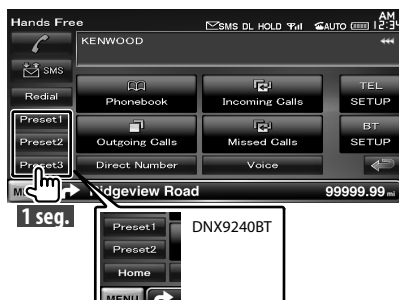 Hands Free SMS DL HOLD AUTO AM 12:34
KENWOOD
SMS
Redial Phonebook Incoming Calls TEL SETUP
Preset1
Preset2 Outgoing Calls Missed Calls BT SETUP
Preset3 Direct Number Voice
idgeview Road 99999.99 mi
1 seg.
Preset1 DNX9240BT
Preset2
Home
MENU